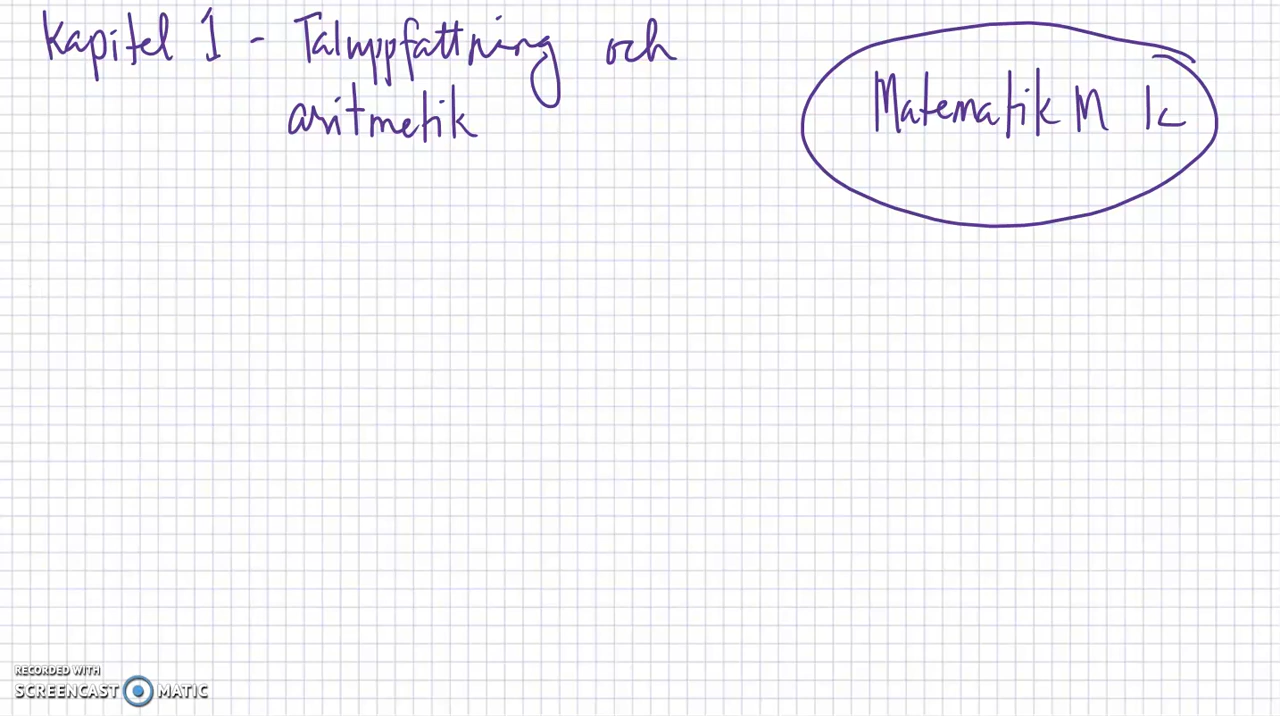 Kapitel 1 - Taluppfattning och
aritmetik
Matematik M 1c
RECORDED WITH
SCREENCAST MATIC